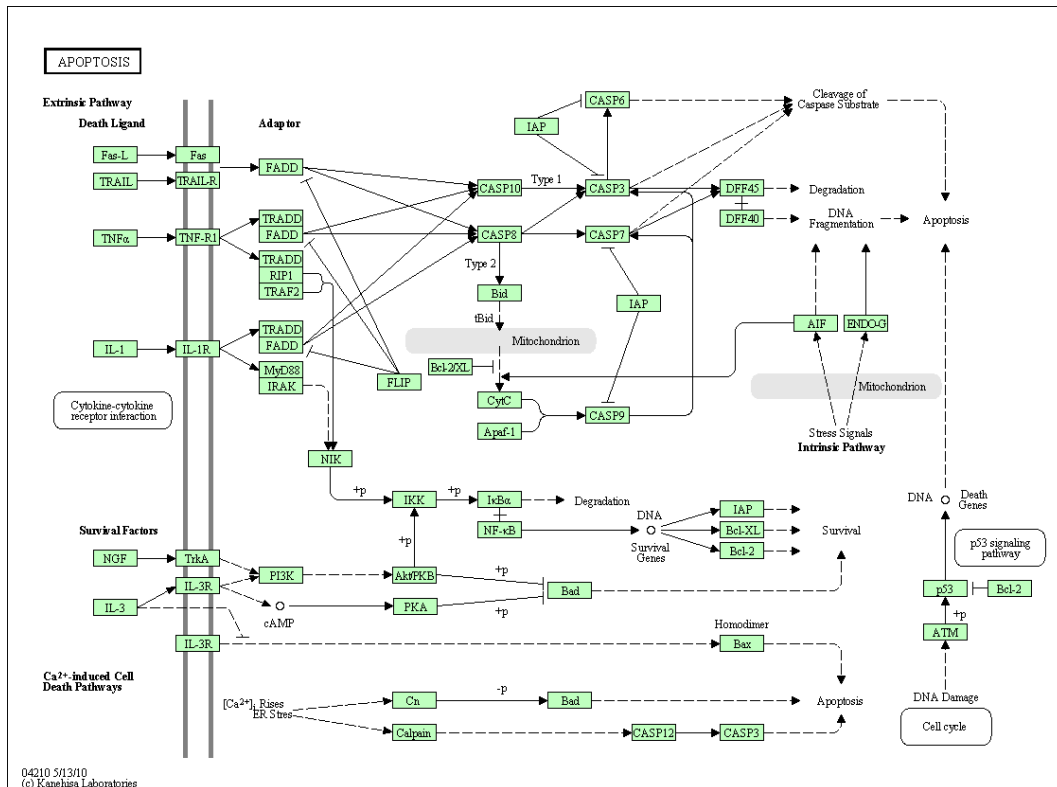 APOPTOSIS
Extrinsic Pathway
Death Ligand
Adaptor
Fas-L
Fas
TRAIL
TRAIL-R
FADD
TNFα
TNF-R1
TRADD
FADD
TRADD
RIP1
TRAF2
IL-1
IL-1R
TRADD
FADD
MyD88
IRAK
FLIP
Cytokine-cytokine
receptor interaction
CASP6
IAP
Cleavage of
Caspase Substrate
CASP10
Type 1
CASP3
DFF45
Degradation
DFF40
DNA
Fragmentation
Apoptosis
CASP8
CASP7
Type 2
Bid
tBid
IAP
Mitochondrion
Bcl-2/XL
CytC
Apaf-1
CASP9
AIF
ENDO-G
Mitochondrion
Stress Signals
Intrinsic Pathway
NIK
+p
IKK
+p
IκBα
Degradation
NF-κB
DNA
Survival
Genes
IAP
Bcl-XL
Bcl-2
Survival
DNA
Death
Genes
p53 signaling
pathway
Survival Factors
NGF
TrkA
IL-3R
IL-3
PI3K
+p
Akt/PKB
+p
Bad
cAMP
PKA
+p
p53
Bcl-2
+p
ATM
DNA Damage
Cell cycle
IL-3R
Homodimer
Bax
Ca²⁺-induced Cell
Death Pathways
[Ca²⁺]i Rises
ER Stres
Cn
-p
Bad
Apoptosis
Calpain
CASP12
CASP3
04210 5/13/10
(c) Kanehisa Laboratories